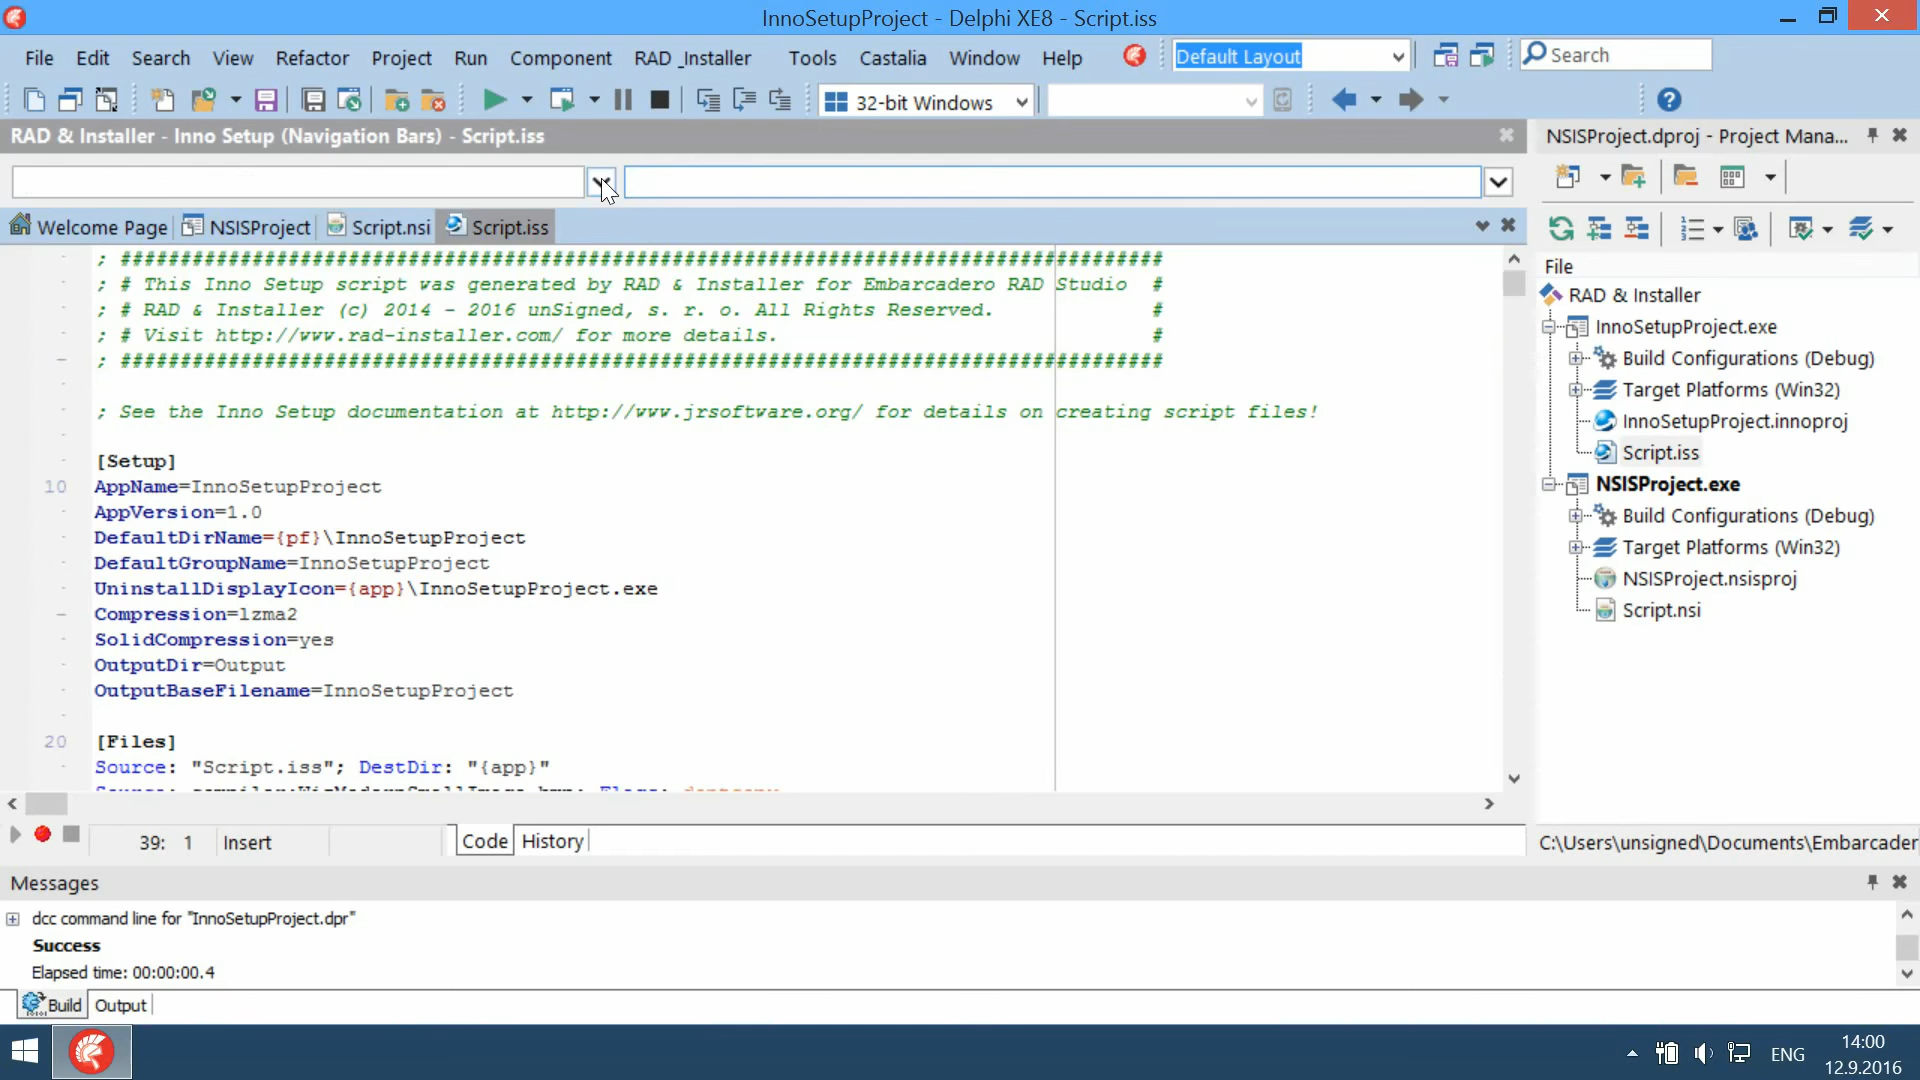 InnoSetupProject - Delphi XE8 - Script.iss
File Edit Search View Refactor Project Run Component RAD _Installer Tools Castalia Window Help Default Layout Search
32-bit Windows
RAD & Installer - Inno Setup (Navigation Bars) - Script.iss
NSISProject.dproj - Project Mana...
Welcome Page NSISProject Script.nsi Script.iss
; #######################################################################################
; # This Inno Setup script was generated by RAD & Installer for Embarcadero RAD Studio #
; # RAD & Installer (c) 2014 - 2016 unSigned, s. r. o. All Rights Reserved. #
; # Visit http://www.rad-installer.com/ for more details. #
; #######################################################################################
; See the Inno Setup documentation at http://www.jrsoftware.org/ for details on creating script files!
[Setup]
10 AppName=InnoSetupProject
AppVersion=1.0
DefaultDirName={pf}\InnoSetupProject
DefaultGroupName=InnoSetupProject
UninstallDisplayIcon={app}\InnoSetupProject.exe
Compression=lzma2
SolidCompression=yes
OutputDir=Output
OutputBaseFilename=InnoSetupProject
20 [Files]
Source: "Script.iss"; DestDir: "{app}"
File
RAD & Installer
InnoSetupProject.exe
Build Configurations (Debug)
Target Platforms (Win32)
InnoSetupProject.innoproj
Script.iss
NSISProject.exe
Build Configurations (Debug)
Target Platforms (Win32)
NSISProject.nsisproj
Script.nsi
39: 1 Insert Code History
C:\Users\unsigned\Documents\Embarcader
Messages
dcc command line for "InnoSetupProject.dpr"
Success
Elapsed time: 00:00:00.4
Build Output
ENG
14:00
12.9.2016